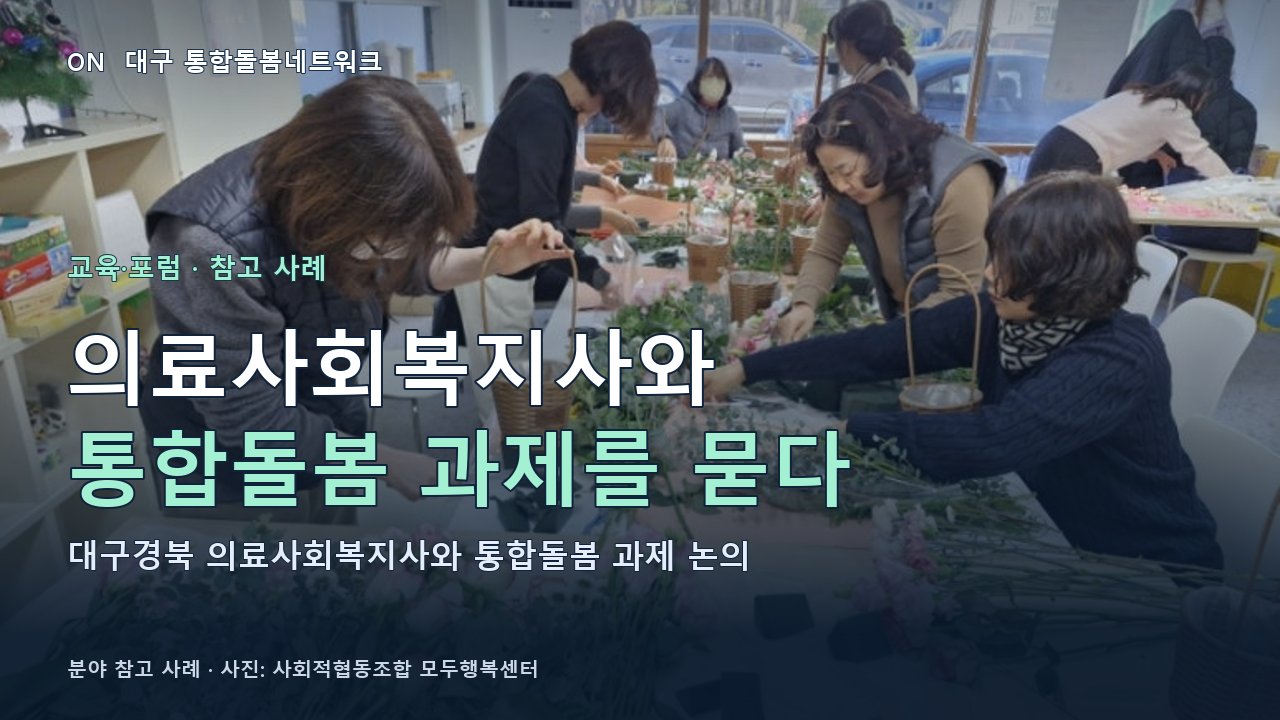 ON 대구 통합돌봄네트워크
교육·포럼 · 참고 사례
의료사회복지사와
통합돌봄 과제를 묻다
대구경북 의료사회복지사와 통합돌봄 과제 논의
분야 참고 사례 · 사진: 사회적협동조합 모두행복센터